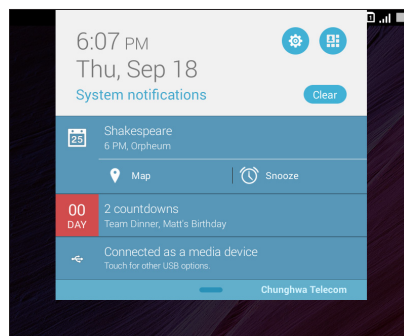 1
6:07 PM
Thu, Sep 18
System notifications
Clear
25
Shakespeare
6 PM, Orpheum
Map
Snooze
00
DAY
2 countdowns
Team Dinner, Matt's Birthday
Connected as a media device
Touch for other USB options
Chunghwa Telecom